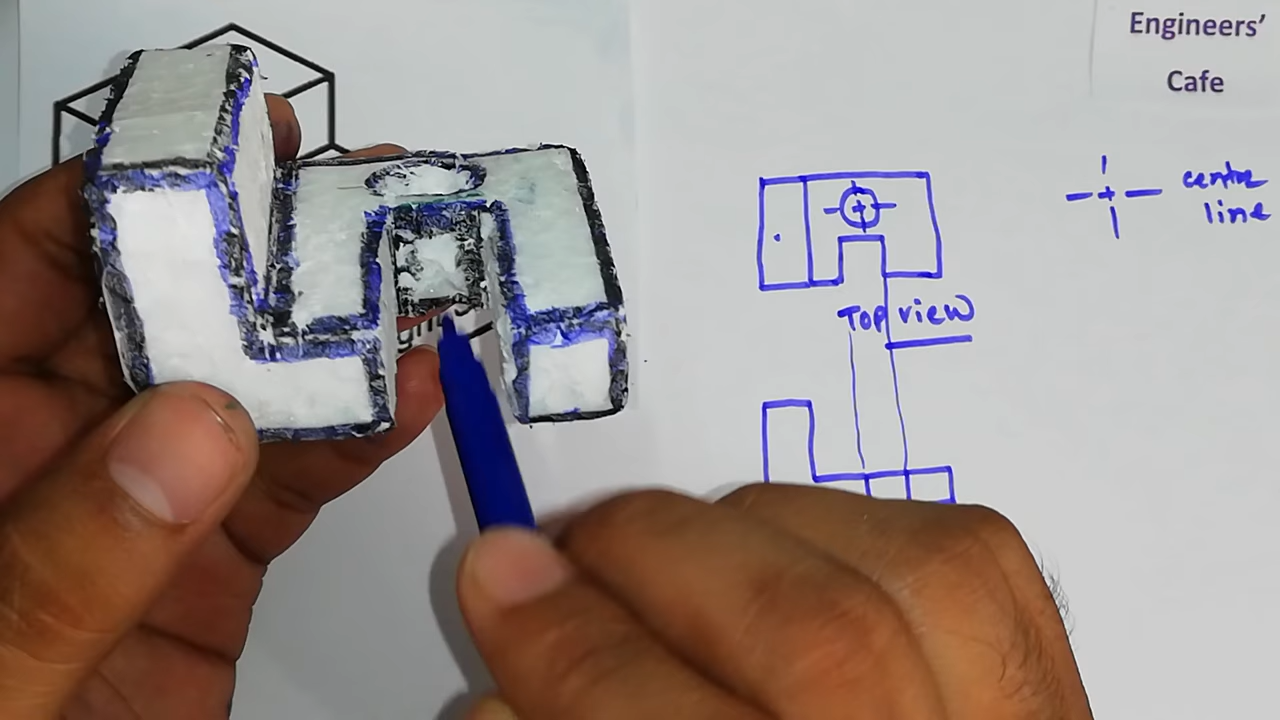 Engineers’
Cafe
centre
line
Top view